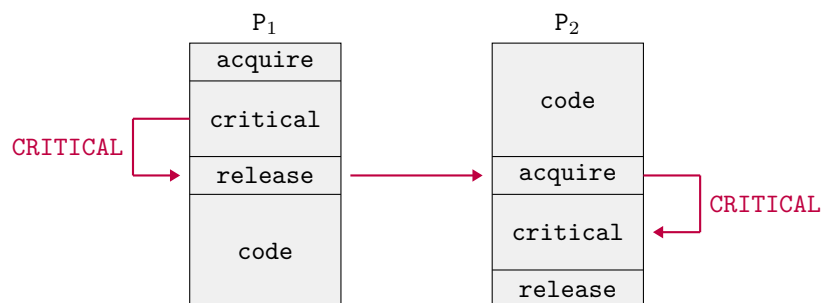 P₁
acquire
critical
CRITICAL
release
code
P₂
code
acquire
CRITICAL
critical
release